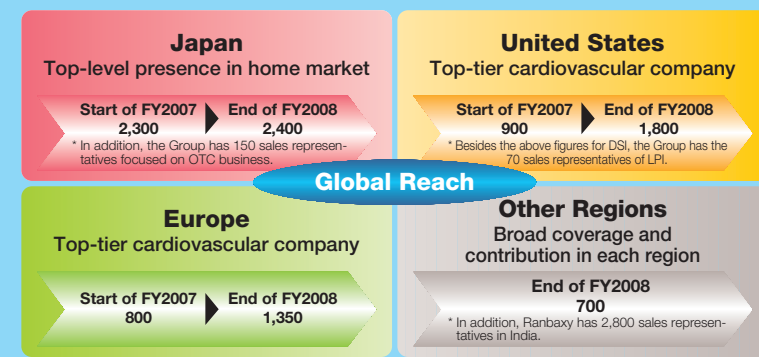 Japan
Top-level presence in home market
Start of FY2007 End of FY2008
2,300 2,400
* In addition, the Group has 150 sales represen-
tatives focused on OTC business.
United States
Top-tier cardiovascular company
Start of FY2007 End of FY2008
900 1,800
* Besides the above figures for DSI, the Group has the
70 sales representatives of LPI.
Global Reach
Europe
Top-tier cardiovascular company
Start of FY2007 End of FY2008
800 1,350
Other Regions
Broad coverage and
contribution in each region
End of FY2008
700
* In addition, Ranbaxy has 2,800 sales represen-
tatives in India.